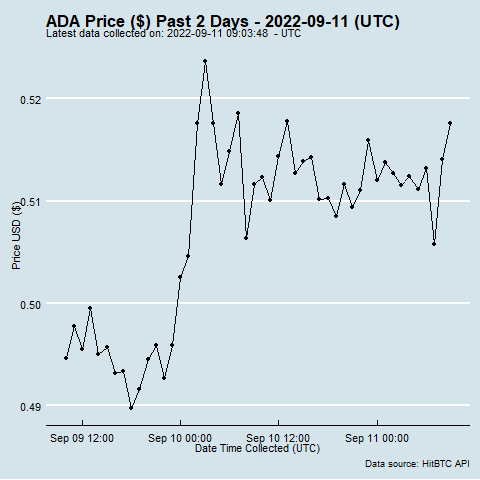 ADA Price ($) Past 2 Days - 2022-09-11 (UTC)
Latest data collected on: 2022-09-11 09:03:48  - UTC
0.52
0.51
Price USD ($)
0.50
0.49
Sep 09 12:00 Sep 10 00:00 Sep 10 12:00 Sep 11 00:00
Date Time Collected (UTC)
Data source: HitBTC API